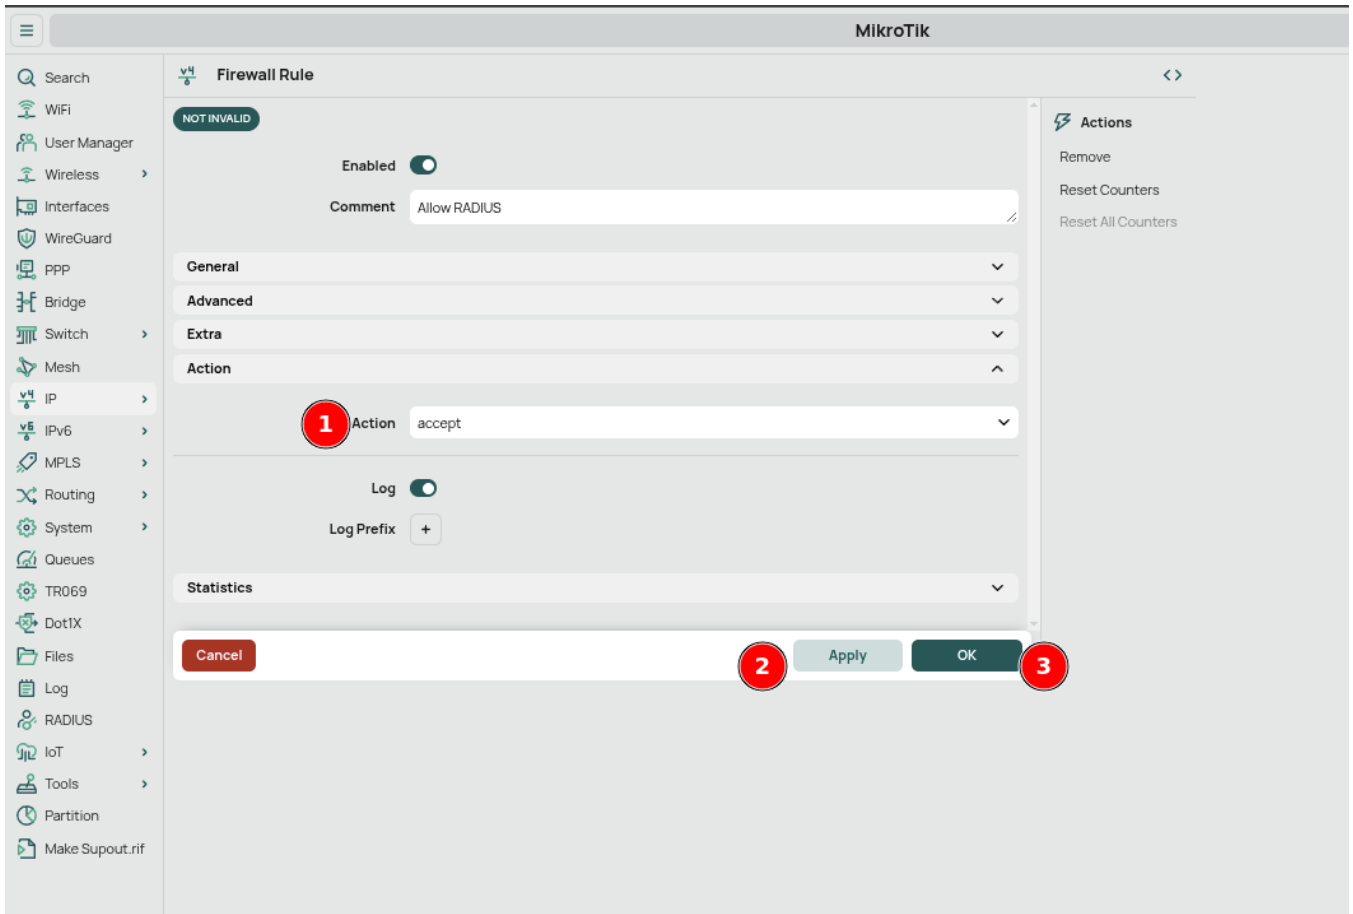 MikroTik
Search
WiFi
User Manager
Wireless
Interfaces
WireGuard
PPP
Bridge
Switch
Mesh
v4 IP
v6 IPv6
MPLS
Routing
System
Queues
TR069
Dot1X
Files
Log
RADIUS
IoT
Tools
Partition
Make Supout.rif
v4 Firewall Rule
NOT INVALID
Enabled
Comment Allow RADIUS
General
Advanced
Extra
Action
1 Action accept
Log
Log Prefix +
Statistics
Cancel 2 Apply OK 3
Actions
Remove
Reset Counters
Reset All Counters